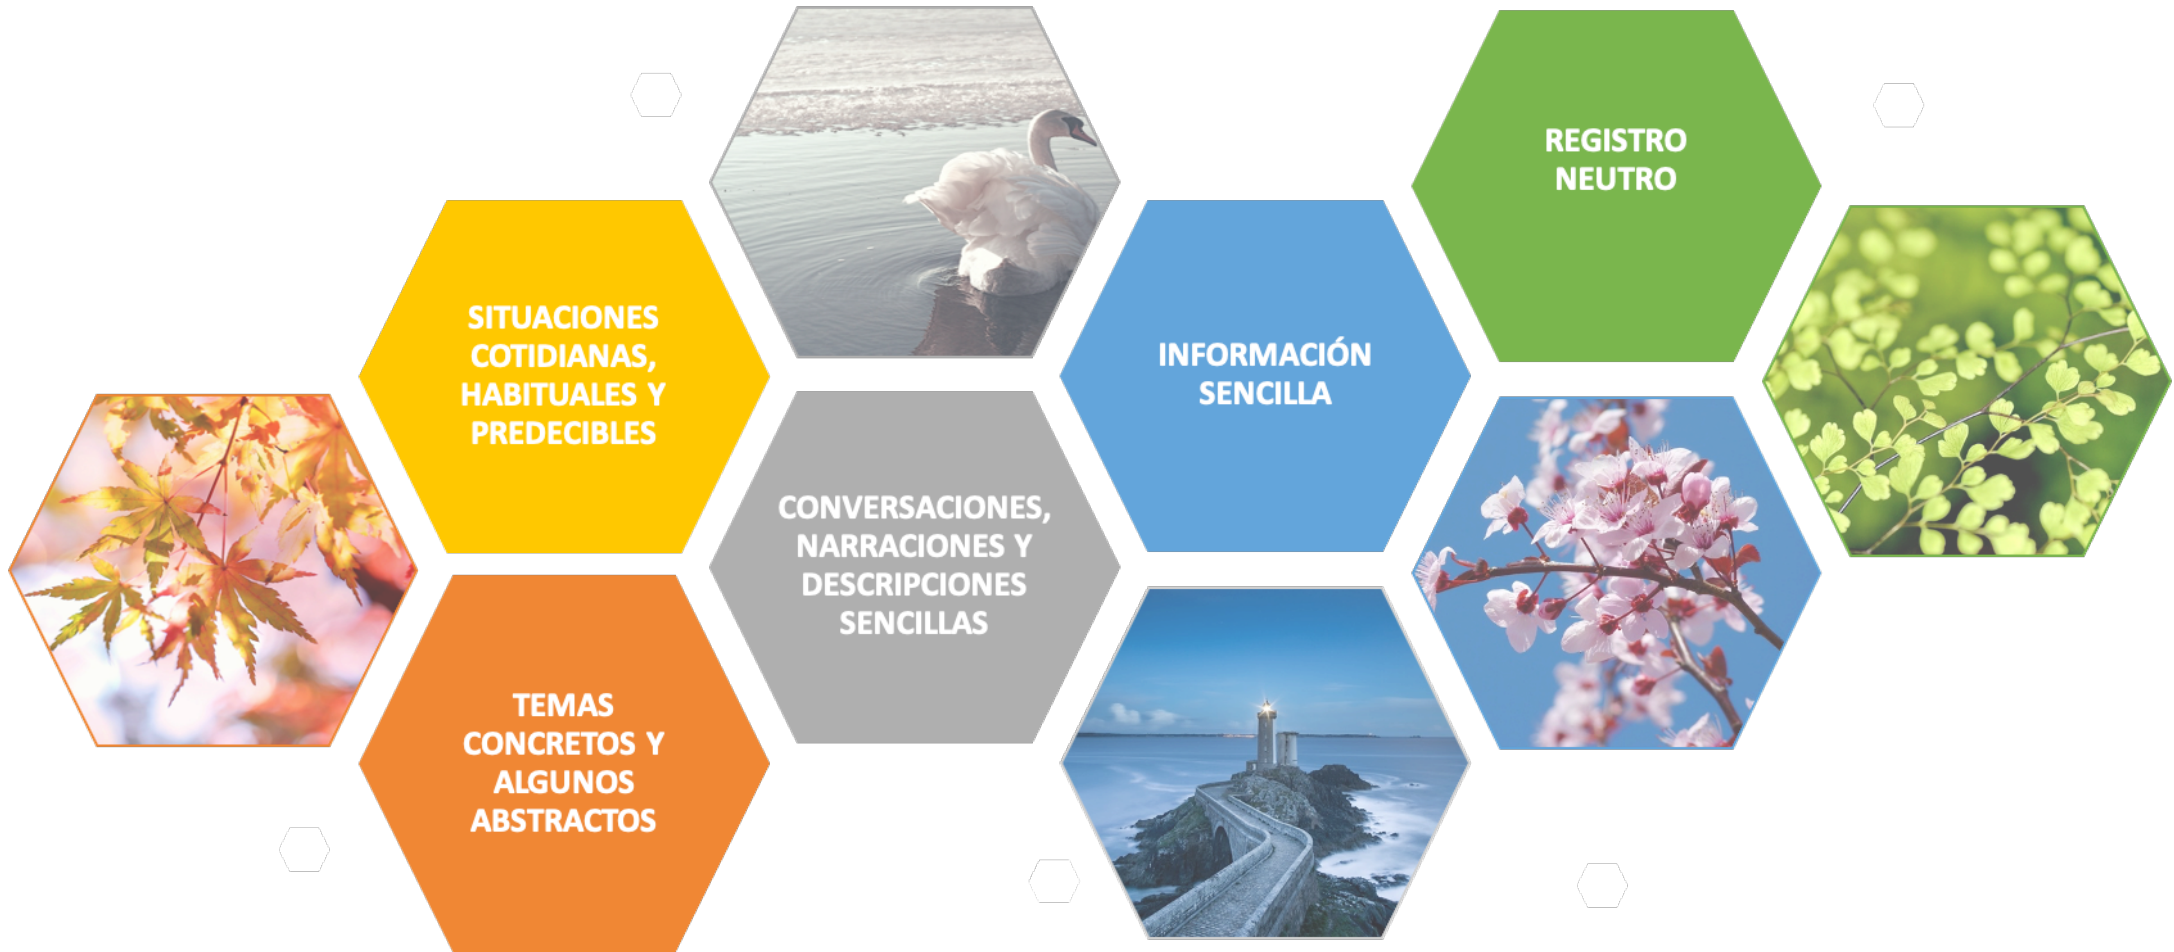 SITUACIONES
COTIDIANAS,
HABITUALES Y
PREDECIBLES
TEMAS
CONCRETOS Y
ALGUNOS
ABSTRACTOS
CONVERSACIONES,
NARRACIONES Y
DESCRIPCIONES
SENCILLAS
INFORMACIÓN
SENCILLA
REGISTRO
NEUTRO